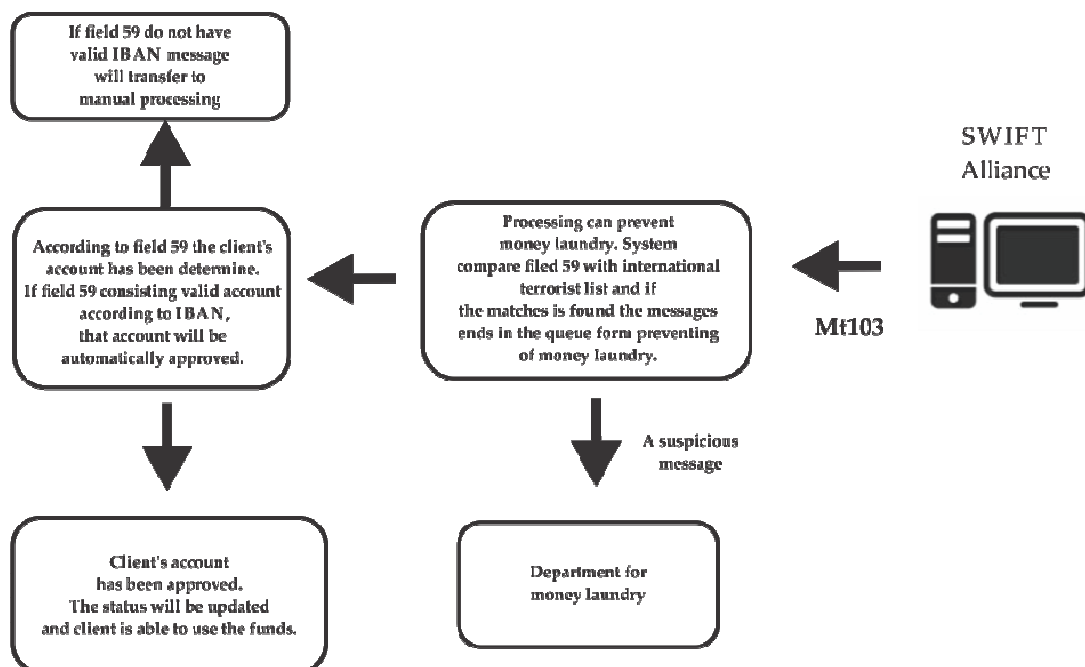 If field 59 do not have
valid IBAN message
will transfer to
manual processing
SWIFT
Alliance
According to field 59 the client's
account has been determine.
If field 59 consisting valid account
according to IBAN,
that account will be
automatically approved.
Processing can prevent
money laundry. System
compare filed 59 with international
terrorist list and if
the matches is found the messages
ends in the queue form preventing
of money laundry.
Mt103
A suspicious
message
Client's account
has been approved.
The status will be updated
and client is able to use the funds.
Department for
money laundry